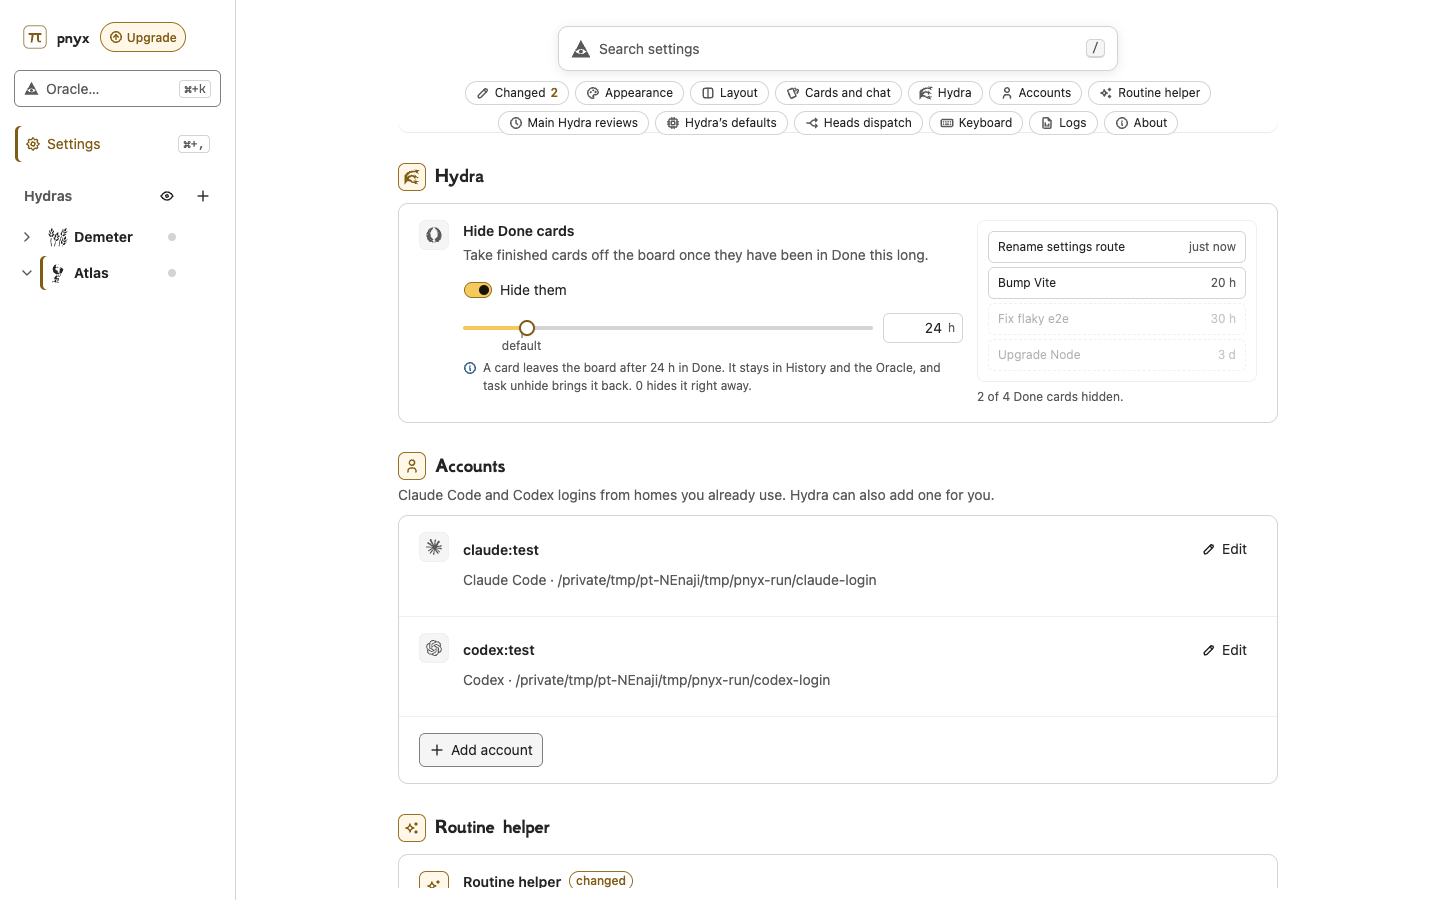 pnyx
Upgrade
Oracle...
⌘+K
Settings
⌘+,
Hydras
Demeter
Atlas
Search settings
/
Changed 2
Appearance
Layout
Cards and chat
Hydra
Accounts
Routine helper
Main Hydra reviews
Hydra's defaults
Heads dispatch
Keyboard
Logs
About
Hydra
Hide Done cards
Take finished cards off the board once they have been in Done this long.
Hide them
24 h
default
A card leaves the board after 24 h in Done. It stays in History and the Oracle, and
task unhide brings it back. 0 hides it right away.
Rename settings route just now
Bump Vite 20 h
Fix flaky e2e 30 h
Upgrade Node 3 d
2 of 4 Done cards hidden.
Accounts
Claude Code and Codex logins from homes you already use. Hydra can also add one for you.
claude:test
Edit
Claude Code · /private/tmp/pt-NEnaji/tmp/pnyx-run/claude-login
codex:test
Edit
Codex · /private/tmp/pt-NEnaji/tmp/pnyx-run/codex-login
Add account
Routine helper
Routine helper changed